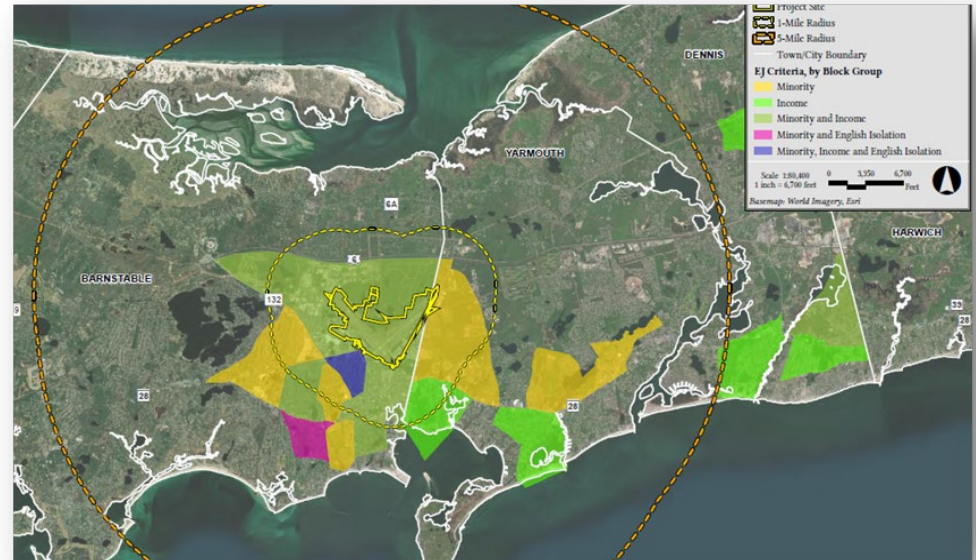 Project Site
1-Mile Radius
5-Mile Radius
Town/City Boundary
EJ Criteria, by Block Group
Minority
Income
Minority and Income
Minority and English Isolation
Minority, Income and English Isolation
Scale 1:80,400
1 inch = 6,700 feet
0 3,350 6,700
Feet
Basemap: World Imagery, Esri
DENNIS
YARMOUTH
6A
HARWICH
6
BARNSTABLE
132
9
39
28
28
28